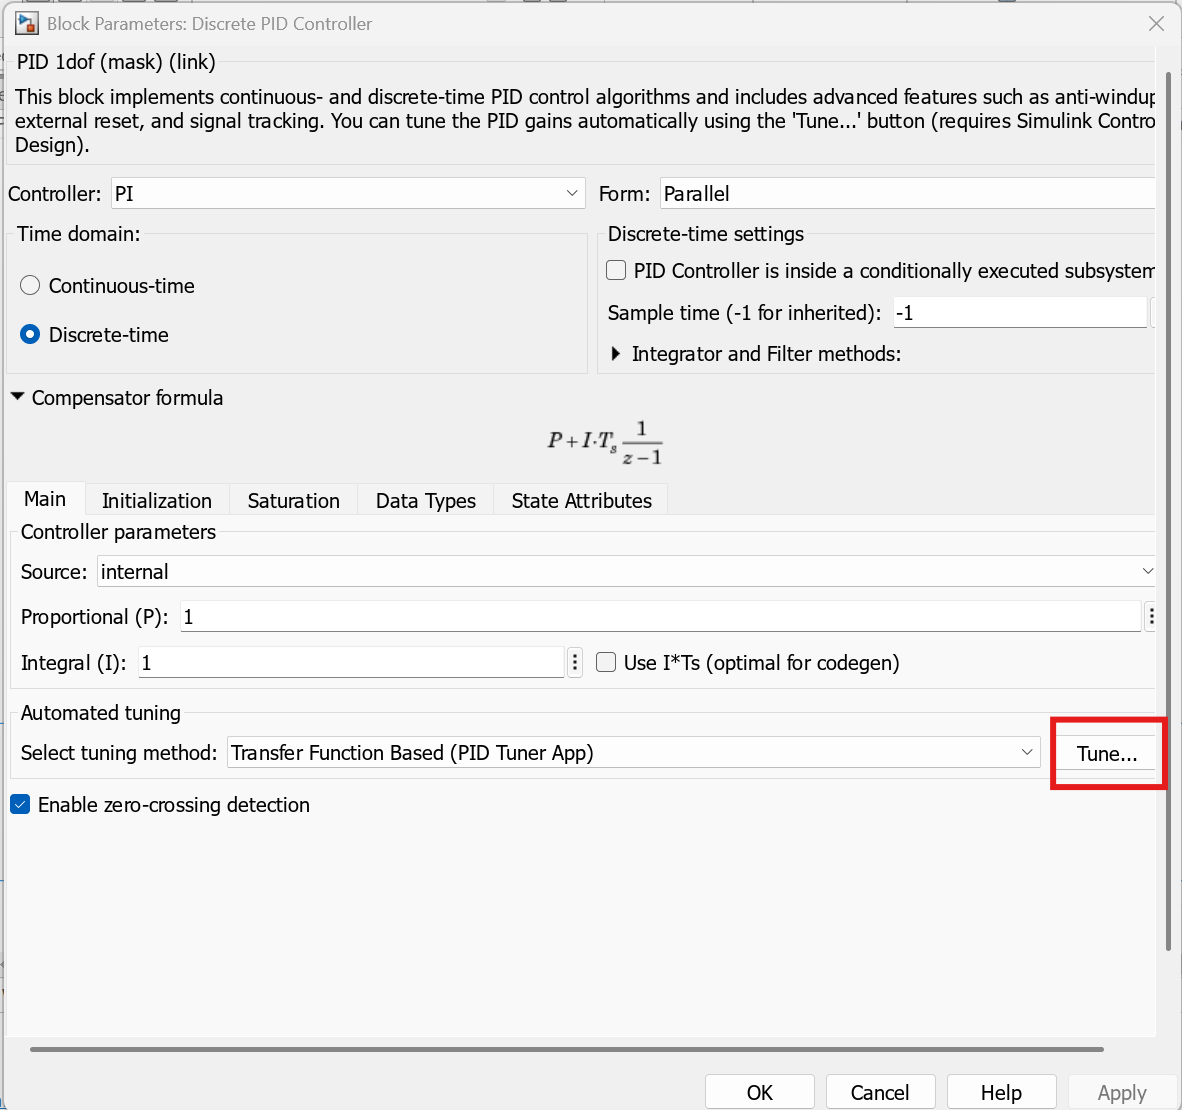 Block Parameters: Discrete PID Controller
PID 1dof (mask) (link)
This block implements continuous- and discrete-time PID control algorithms and includes advanced features such as anti-windup
external reset, and signal tracking. You can tune the PID gains automatically using the 'Tune...' button (requires Simulink Contro
Design).
Controller: PI Form: Parallel
Time domain: Discrete-time settings
PID Controller is inside a conditionally executed subsystem
Continuous-time
Sample time (-1 for inherited): -1
Discrete-time
Integrator and Filter methods:
Compensator formula
P + I·Ts 1/(z−1)
Main Initialization Saturation Data Types State Attributes
Controller parameters
Source: internal
Proportional (P): 1
Integral (I): 1 Use I*Ts (optimal for codegen)
Automated tuning
Select tuning method: Transfer Function Based (PID Tuner App) Tune...
Enable zero-crossing detection
OK Cancel Help Apply